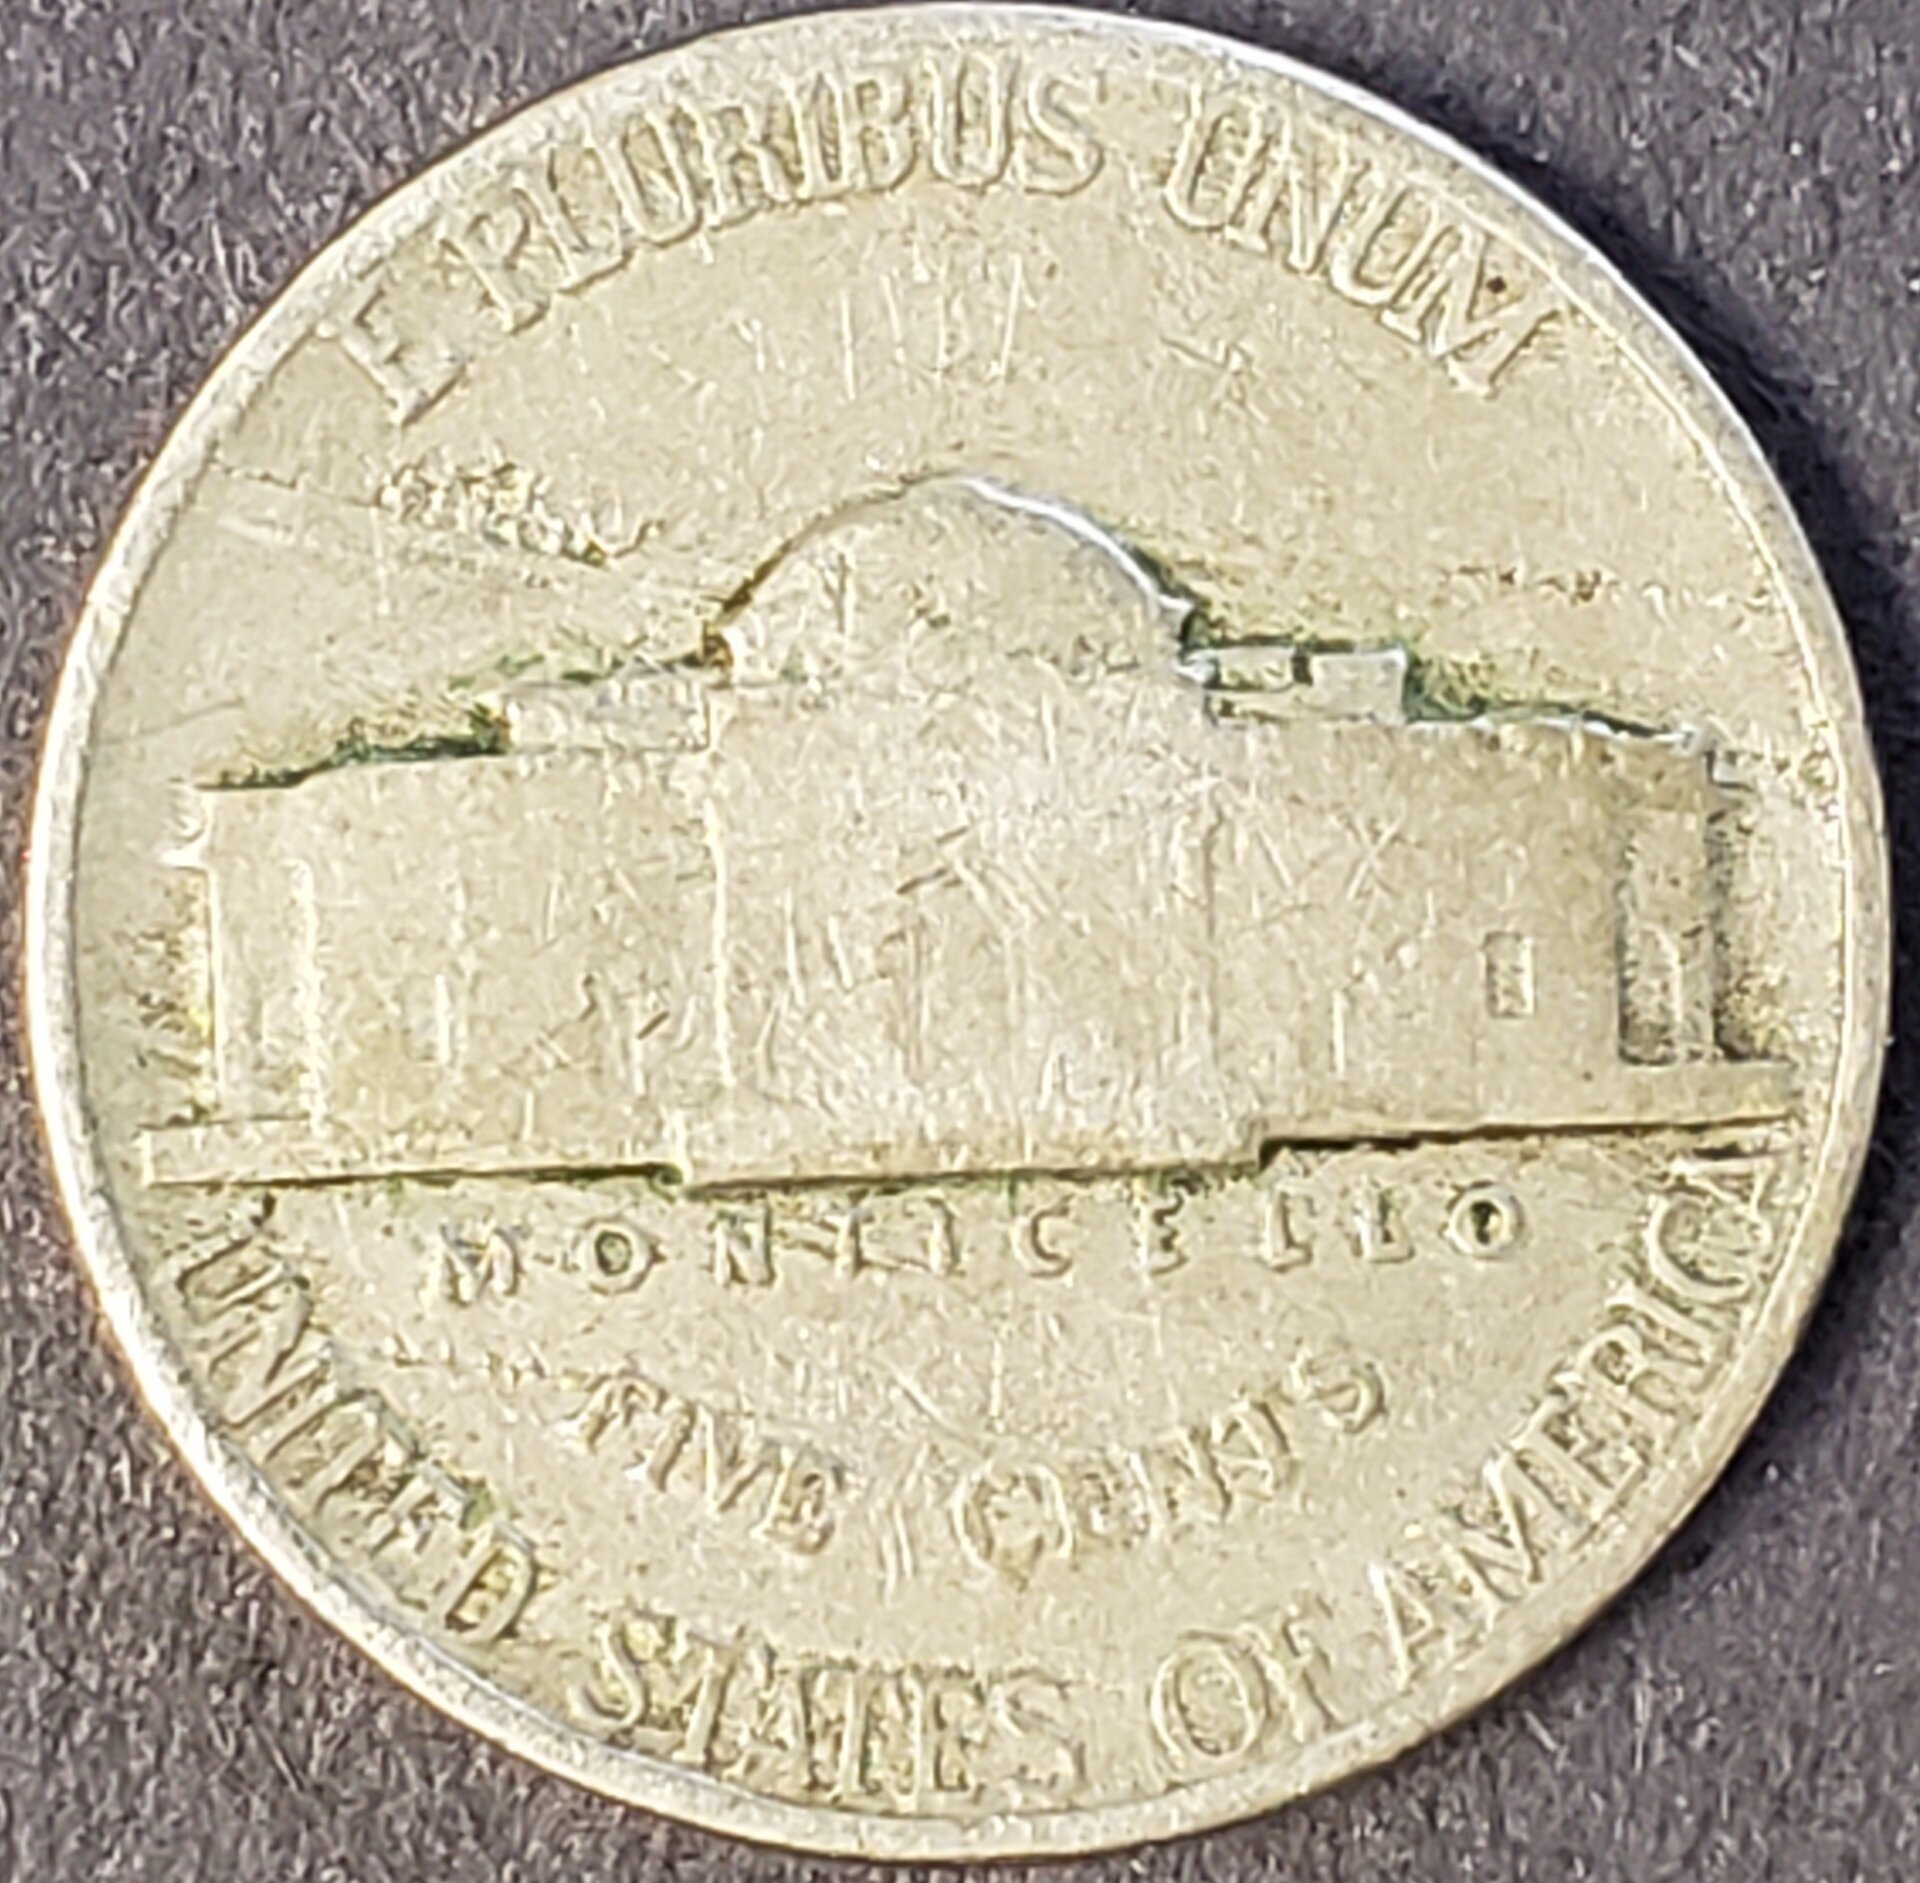 E PLURIBUS UNUM
MONTICELLO
FIVE CENTS
UNITED STATES OF AMERICA